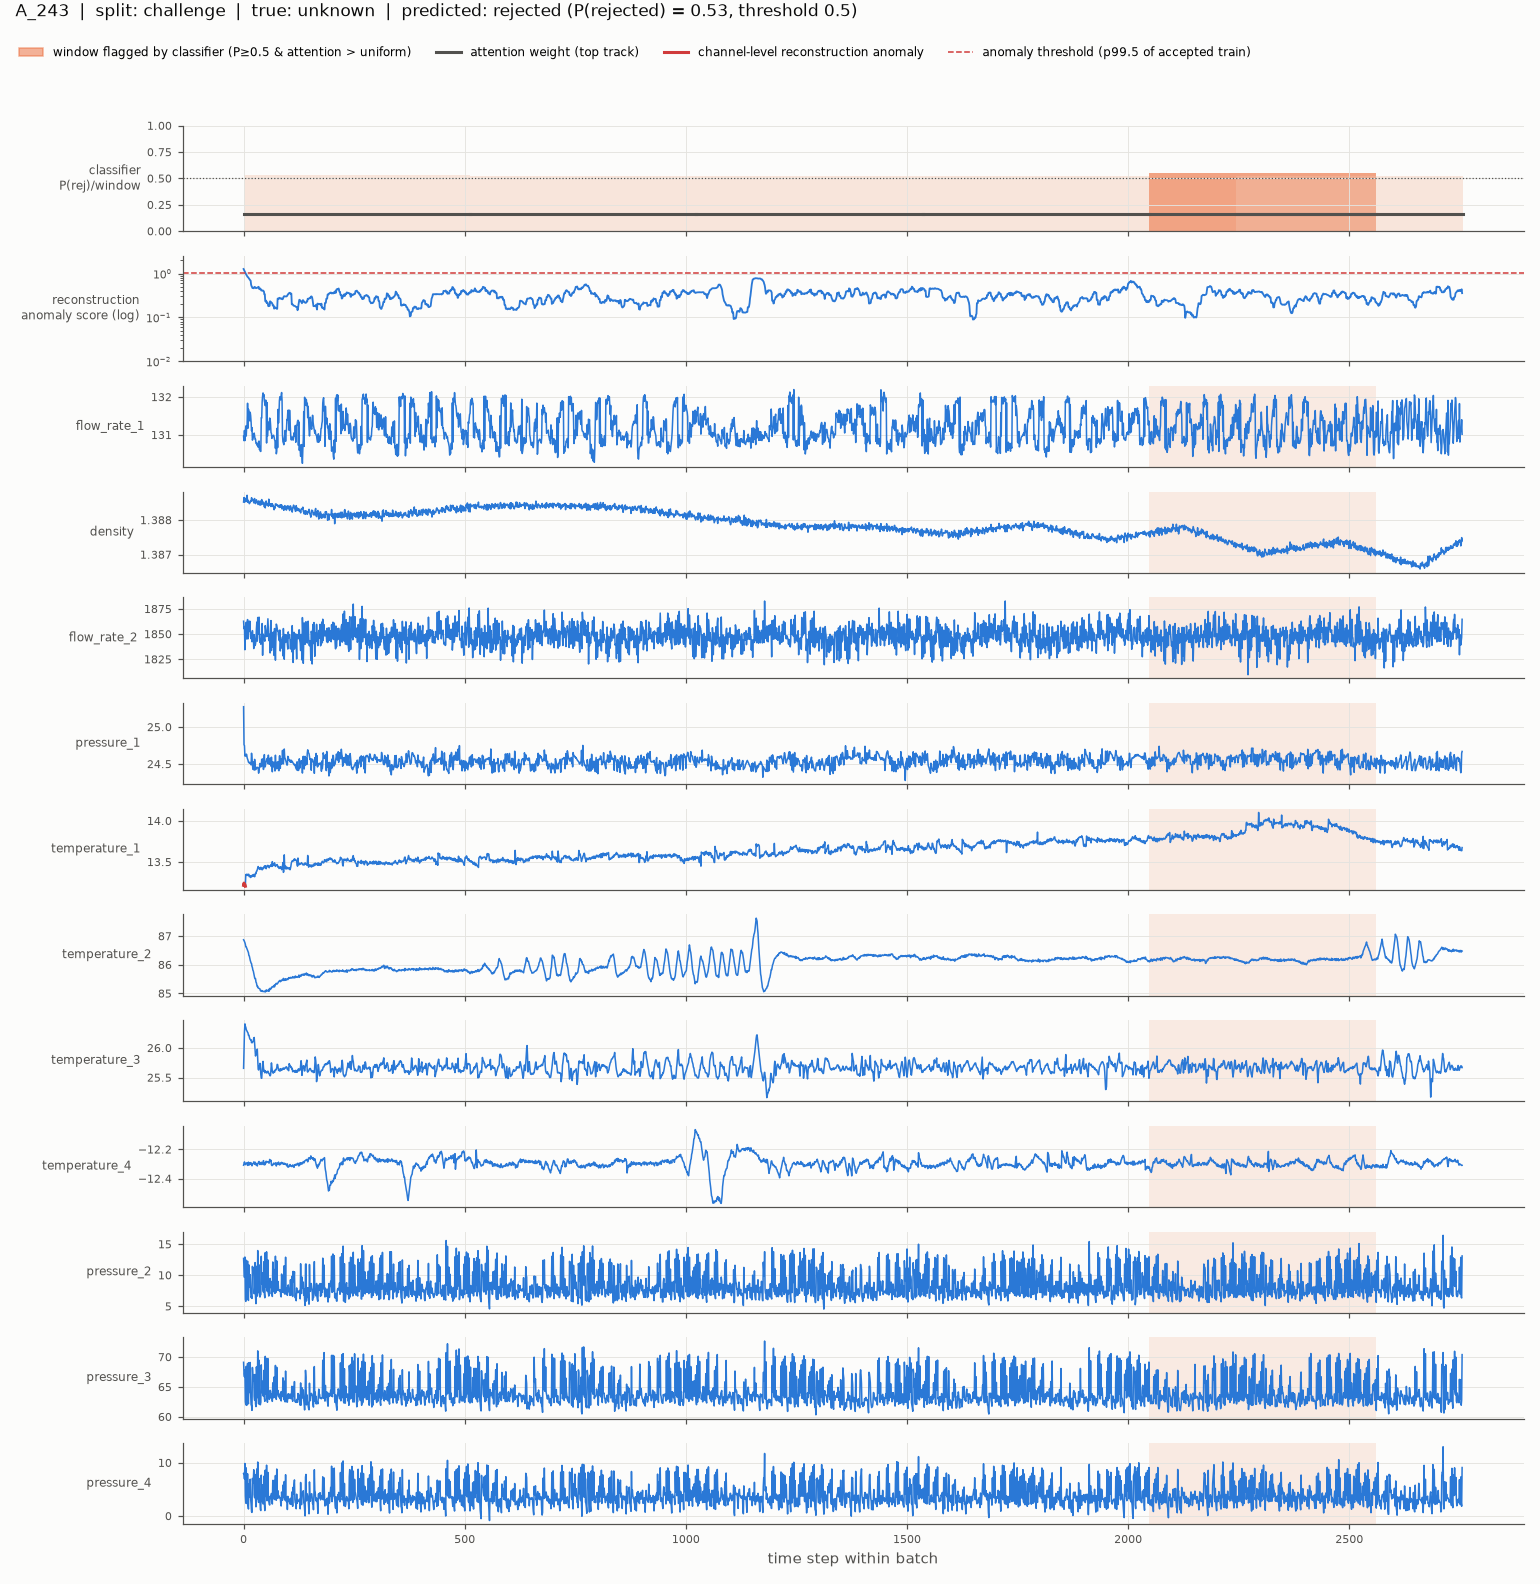 A_243 | split: challenge | true: unknown | predicted: rejected (P(rejected) = 0.53, threshold 0.5)
window flagged by classifier (P≥0.5 & attention > uniform)
attention weight (top track)
channel-level reconstruction anomaly
anomaly threshold (p99.5 of accepted train)
classifier
P(rej)/window
1.00
0.75
0.50
0.25
0.00
reconstruction
anomaly score (log)
10⁰
10⁻¹
10⁻²
flow_rate_1
132
131
density
1.388
1.387
flow_rate_2
1875
1850
1825
pressure_1
25.0
24.5
temperature_1
14.0
13.5
temperature_2
87
86
85
temperature_3
26.0
25.5
temperature_4
−12.2
−12.4
pressure_2
15
10
5
pressure_3
70
65
60
pressure_4
10
0
0 500 1000 1500 2000 2500
time step within batch